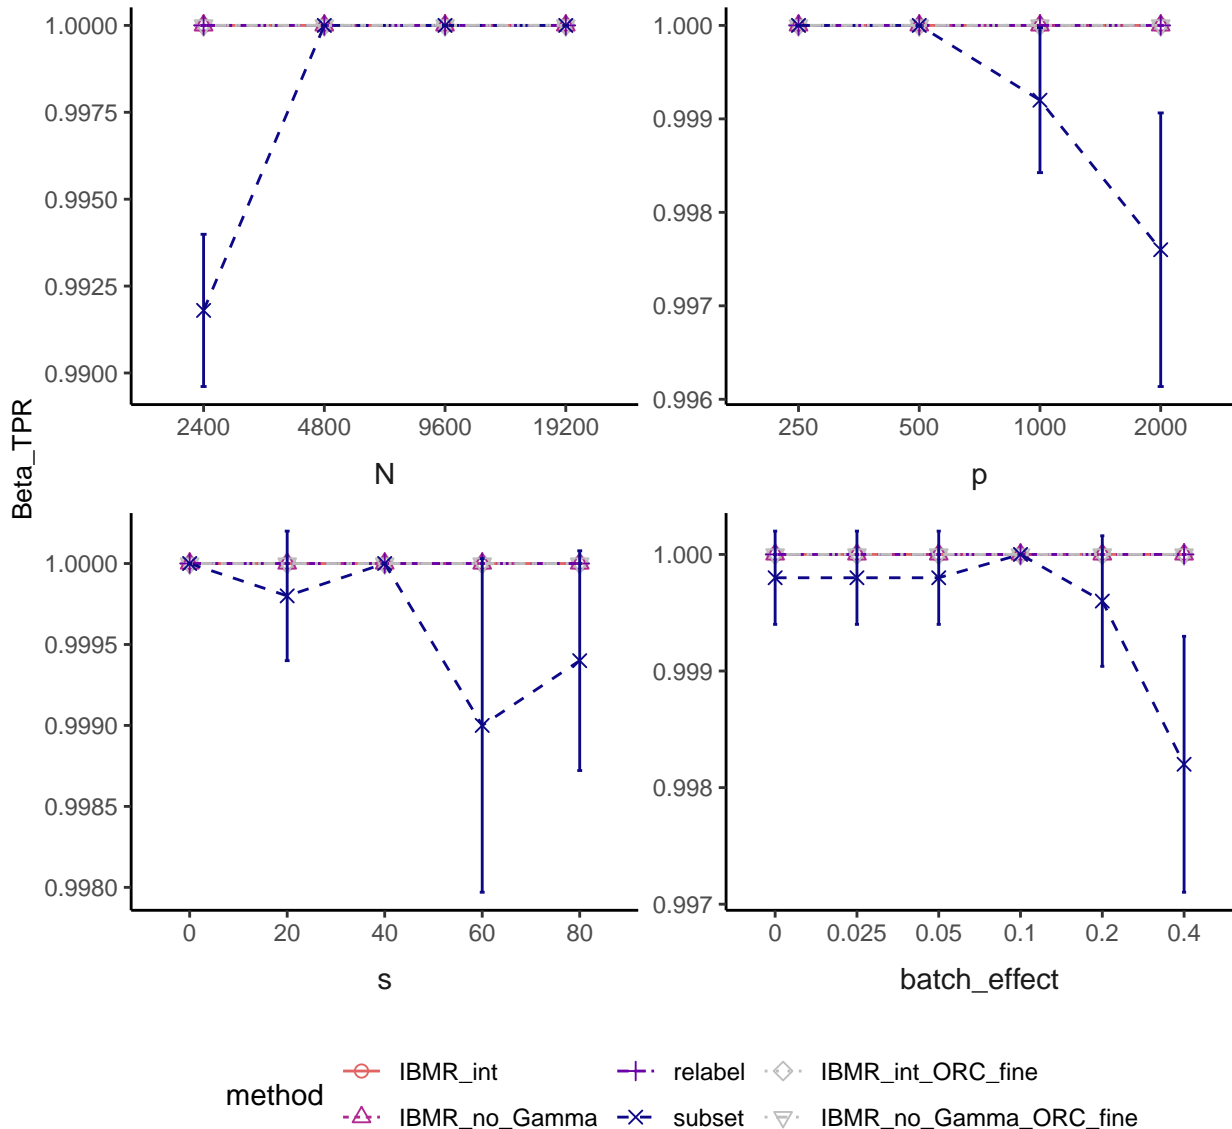 Beta_TPR
1.0000
0.9975
0.9950
0.9925
0.9900
2400 4800 9600 19200
N
1.000
0.999
0.998
0.997
0.996
250 500 1000 2000
p
1.0000
0.9995
0.9990
0.9985
0.9980
0 20 40 60 80
s
1.000
0.999
0.998
0.997
0 0.025 0.05 0.1 0.2 0.4
batch_effect
method
IBMR_int relabel IBMR_int_ORC_fine
IBMR_no_Gamma subset IBMR_no_Gamma_ORC_fine